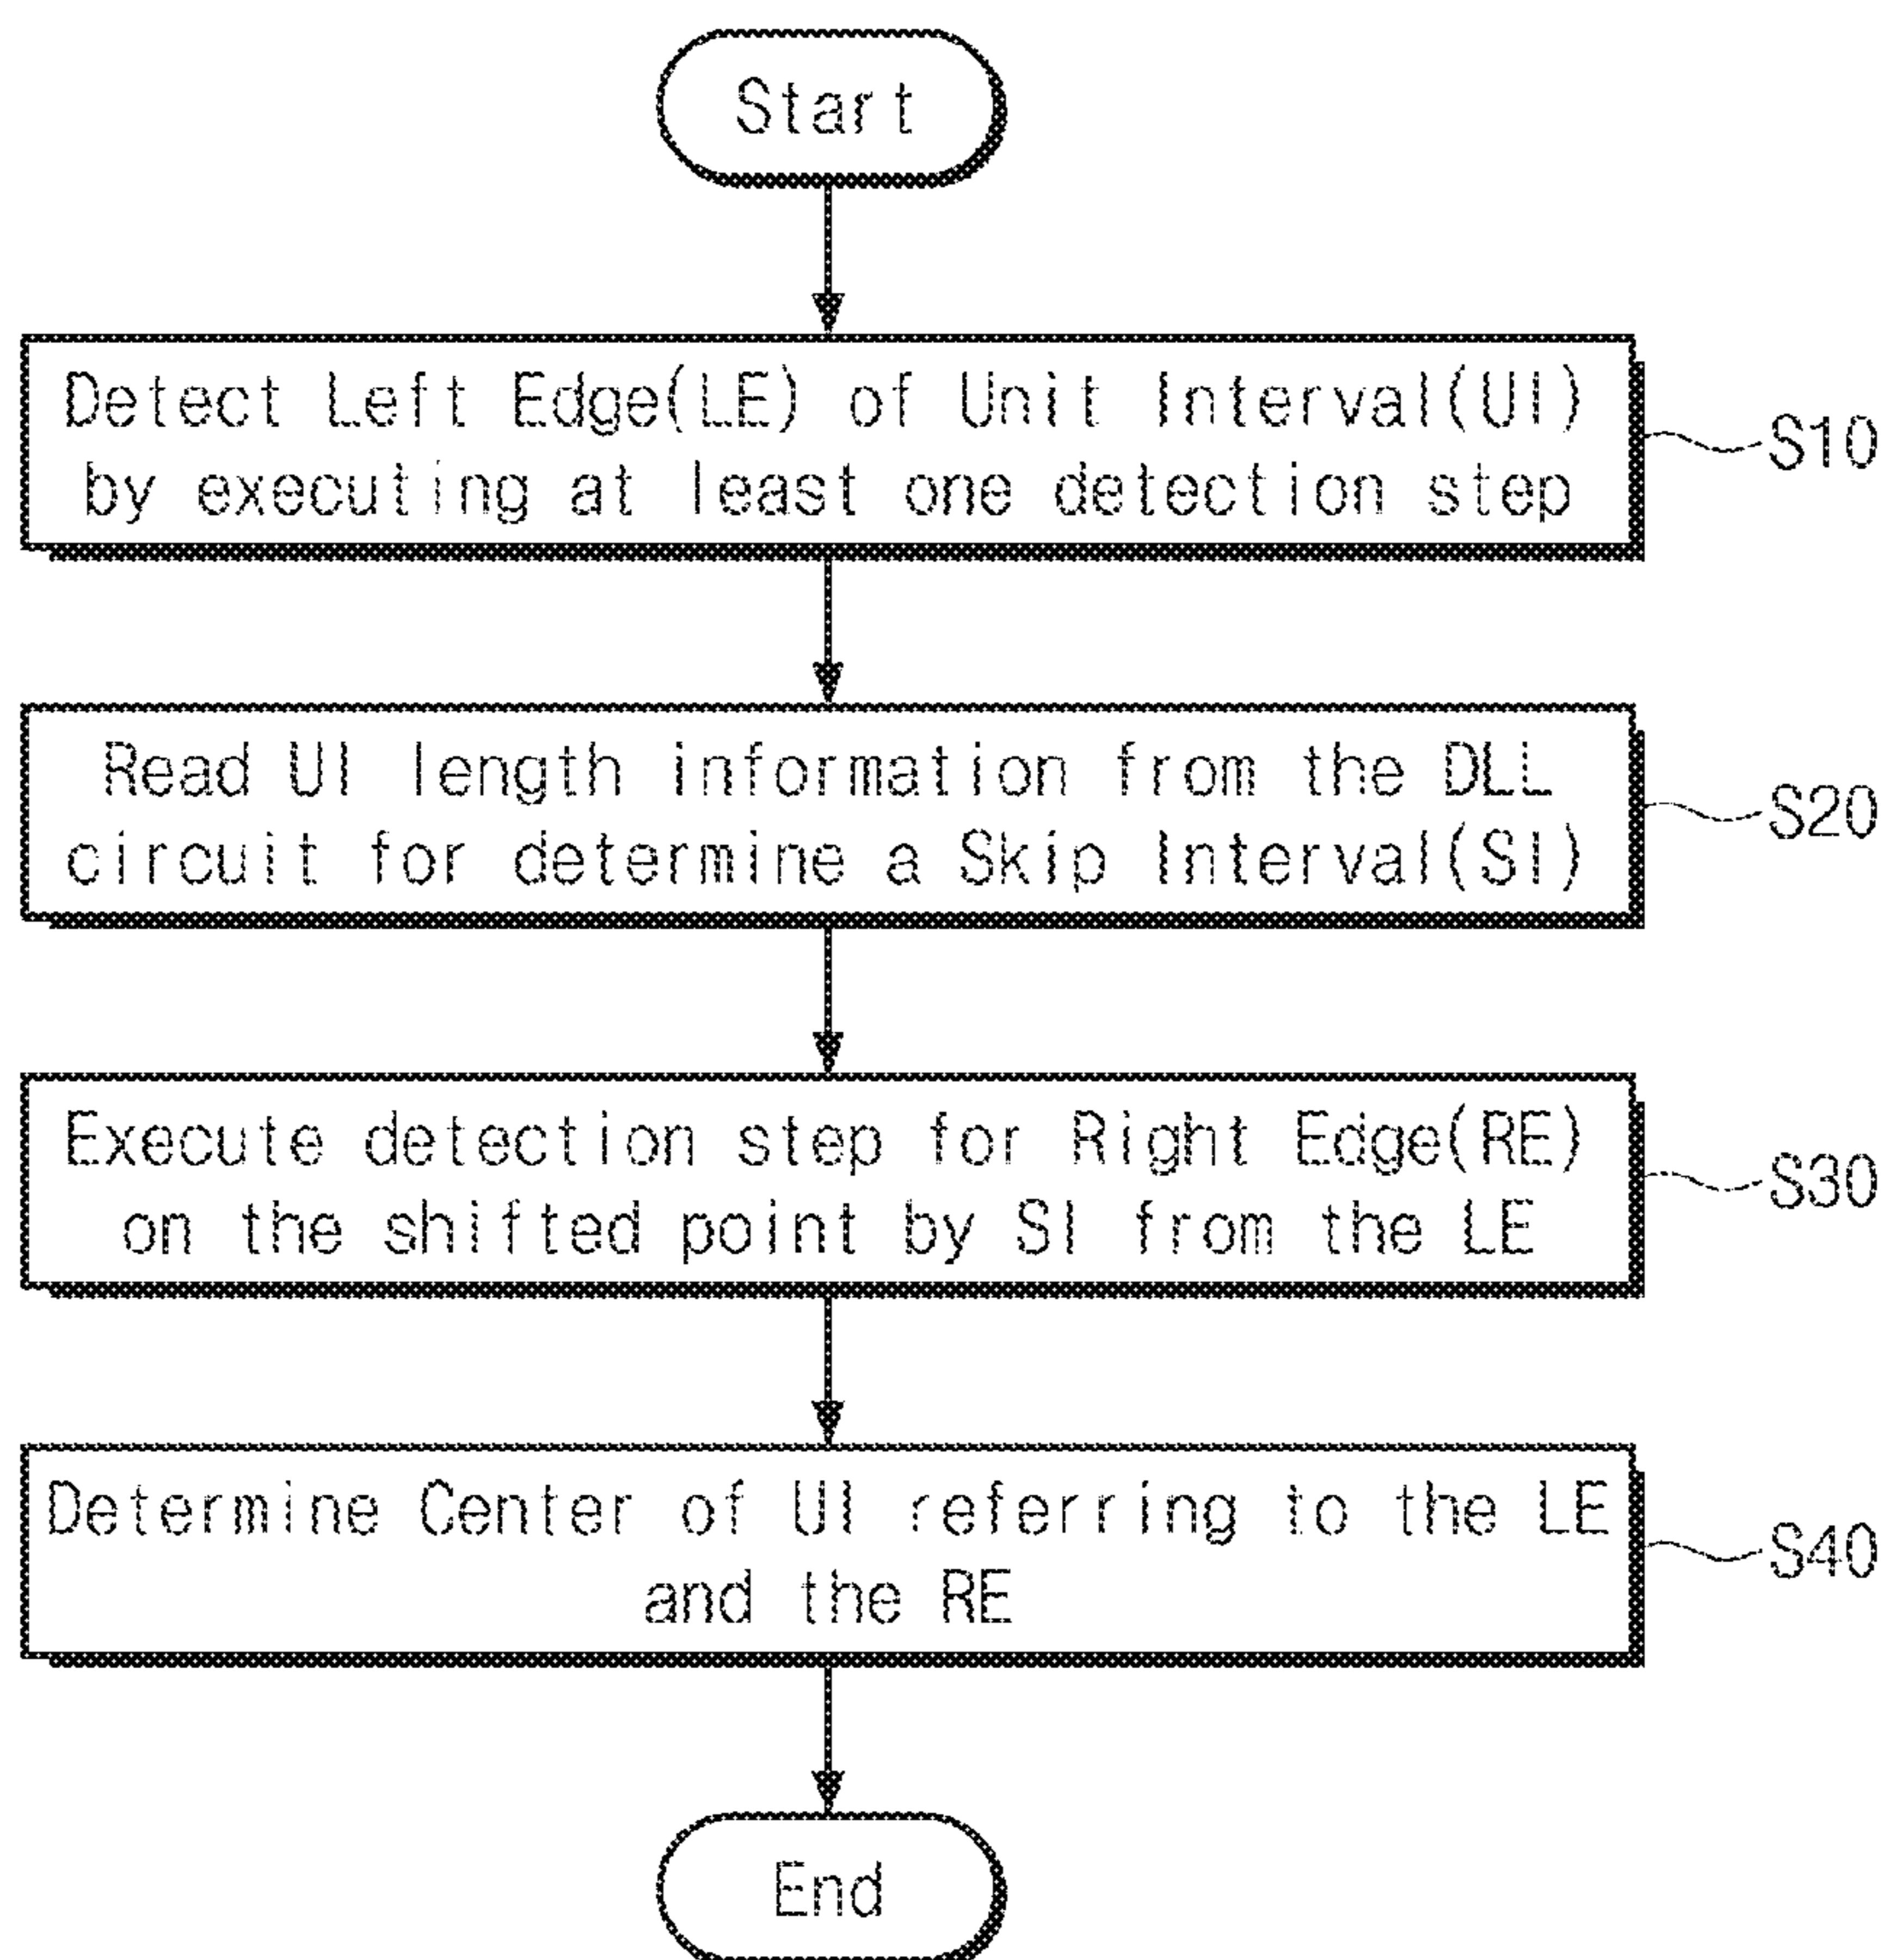 Start
Detect Left Edge(LE) of Unit Interval(UI)
by executing at least one detection step
S10
Read UI length information from the DLL
circuit for determine a Skip Interval(SI)
S20
Execute detection step for Right Edge(RE)
on the shifted point by SI from the LE
S30
Determine Center of UI referring to the LE
and the RE
S40
End